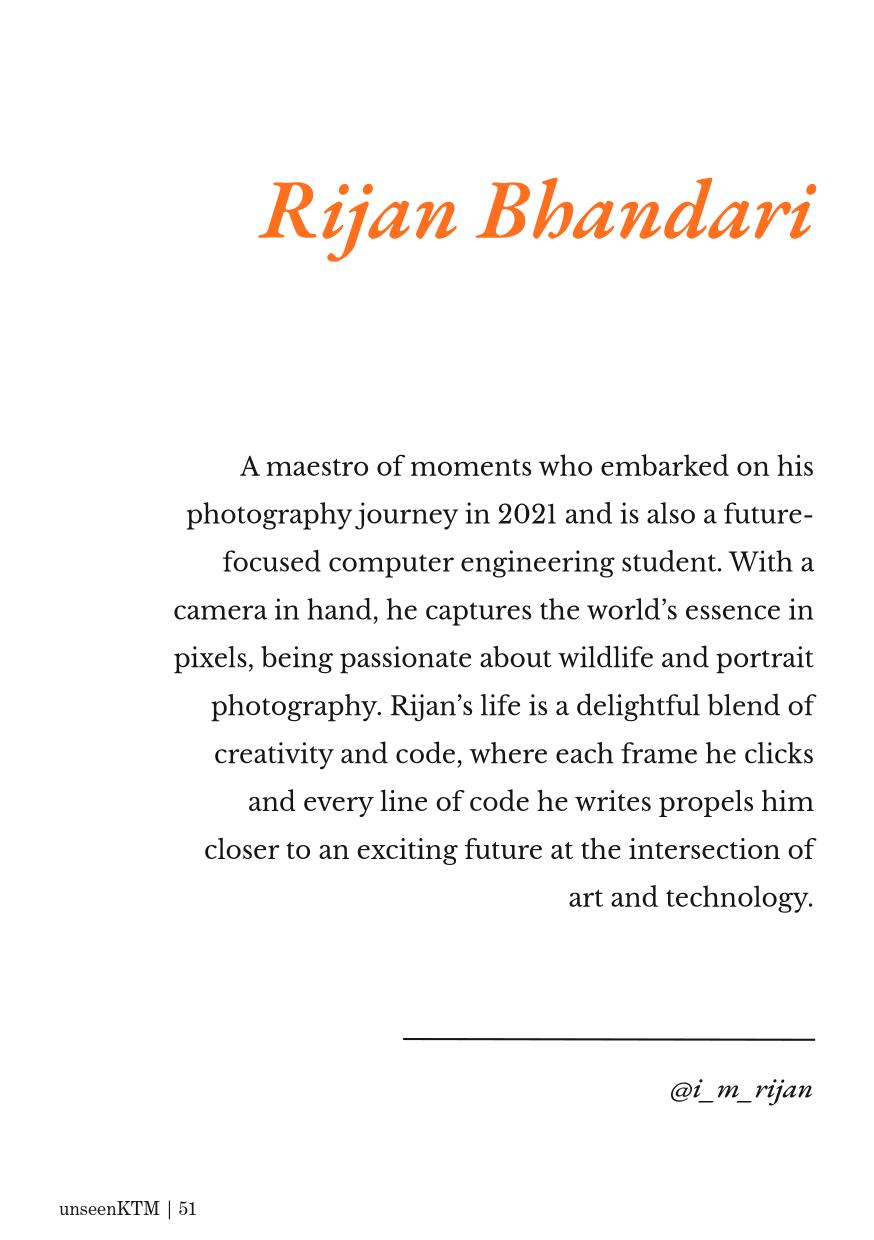 Rijan Bhandari
A maestro of moments who embarked on his
photography journey in 2021 and is also a future-
focused computer engineering student. With a
camera in hand, he captures the world’s essence in
pixels, being passionate about wildlife and portrait
photography. Rijan’s life is a delightful blend of
creativity and code, where each frame he clicks
and every line of code he writes propels him
closer to an exciting future at the intersection of
art and technology.
@i_m_rijan
unseenKTM | 51